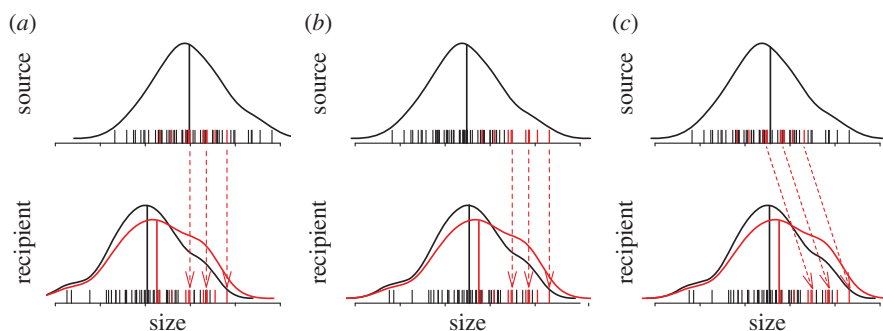 (a)
source
recipient
size
(b)
source
recipient
size
(c)
source
recipient
size